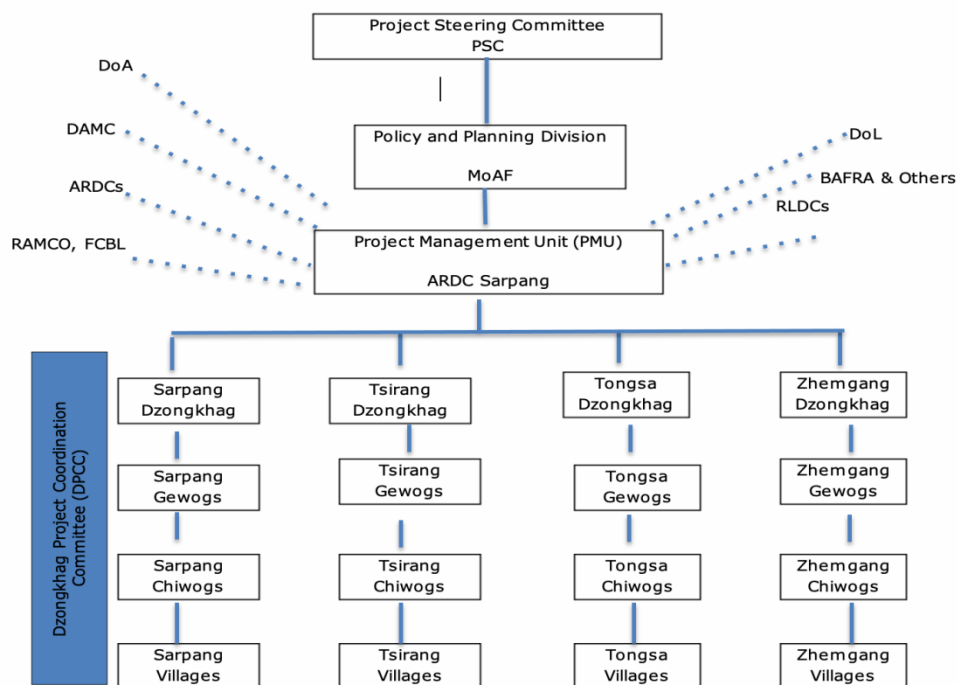 Project Steering Committee
PSC
DoA
DAMC
ARDCs
RAMCO, FCBL
Policy and Planning Division
MoAF
DoL
BAFRA & Others
RLDCs
Project Management Unit (PMU)
ARDC Sarpang
Dzongkhag Project Coordination
Committee (DPCC)
Sarpang
Dzongkhag
Tsirang
Dzongkhag
Tongsa
Dzongkhag
Zhemgang
Dzongkhag
Sarpang
Gewogs
Tsirang
Gewogs
Tongsa
Gewogs
Zhemgang
Gewogs
Sarpang
Chiwogs
Tsirang
Chiwogs
Tongsa
Chiwogs
Zhemgang
Chiwogs
Sarpang
Villages
Tsirang
Villages
Tongsa
Villages
Zhemgang
Villages